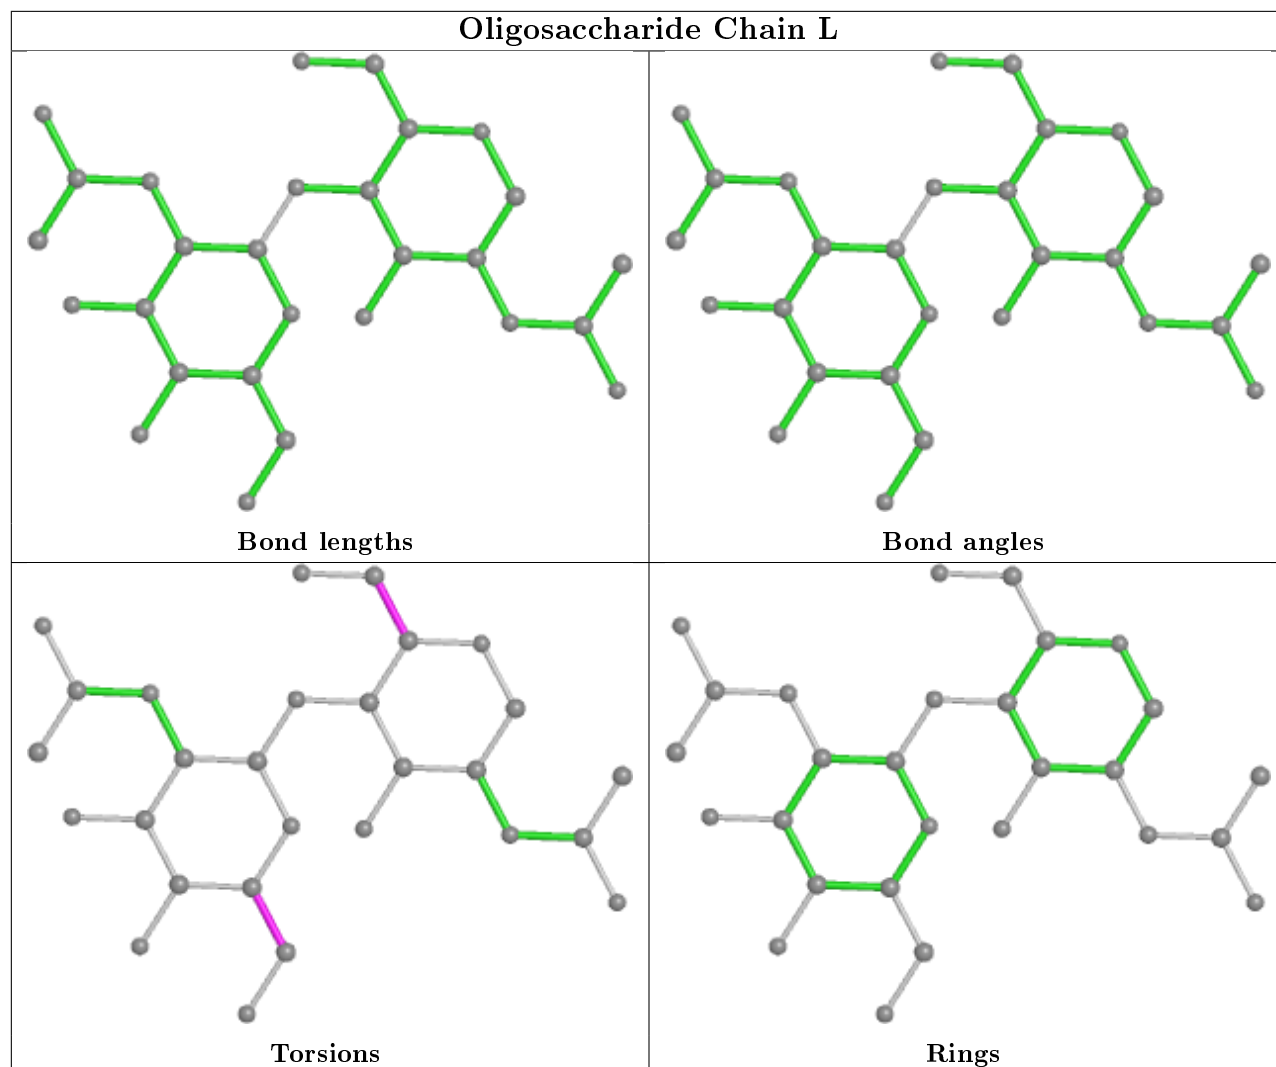 Oligosaccharide Chain L
Bond lengths
Bond angles
Torsions
Rings